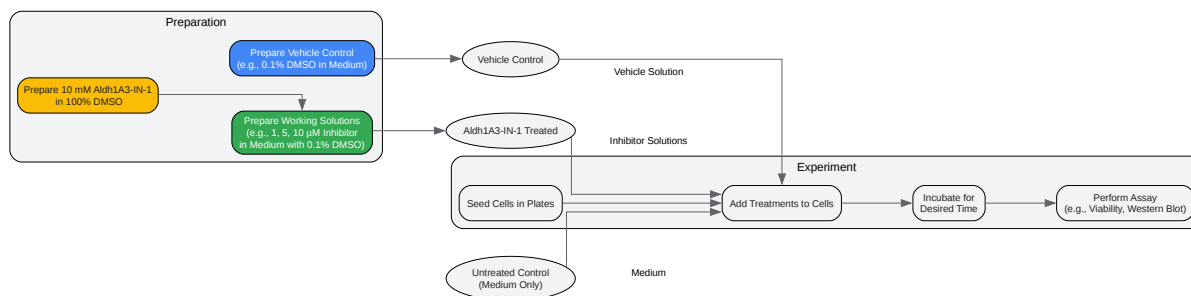 Preparation
Prepare Vehicle Control
(e.g., 0.1% DMSO in Medium)
Prepare 10 mM Aldh1A3-IN-1
in 100% DMSO
Prepare Working Solutions
(e.g., 1, 5, 10 µM Inhibitor
in Medium with 0.1% DMSO)
Vehicle Control
Vehicle Solution
Aldh1A3-IN-1 Treated
Inhibitor Solutions
Experiment
Seed Cells in Plates
Add Treatments to Cells
Incubate for
Desired Time
Perform Assay
(e.g., Viability, Western Blot)
Untreated Control
(Medium Only)
Medium